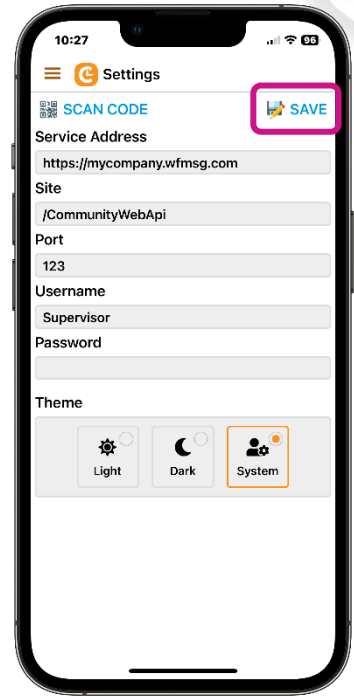 10:27
96
Settings
SCAN CODE
SAVE
Service Address
https://mycompany.wfmsg.com
Site
/CommunityWebApi
Port
123
Username
Supervisor
Password
Theme
Light
Dark
System